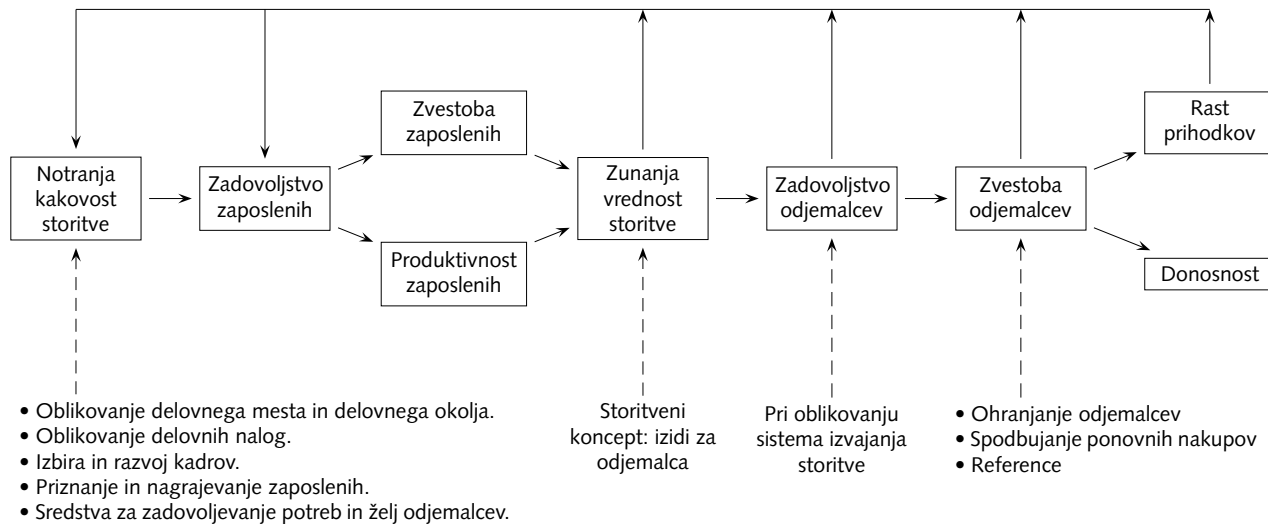 Notranja
kakovost
storitve
Zadovoljstvo
zaposlenih
Zvestoba
zaposlenih
Produktivnost
zaposlenih
Zunanja
vrednost
storitve
Zadovoljstvo
odjemalcev
Zvestoba
odjemalcev
Rast
prihodkov
Donosnost
• Oblikovanje delovnega mesta in delovnega okolja.
• Oblikovanje delovnih nalog.
• Izbira in razvoj kadrov.
• Priznanje in nagrajevanje zaposlenih.
• Sredstva za zadovoljevanje potreb in želj odjemalcev.
Storitveni
koncept: izidi za
odjemalca
Pri oblikovanju
sistema izvajanja
storitve
• Ohranjanje odjemalcev
• Spodbujanje ponovnih nakupov
• Reference